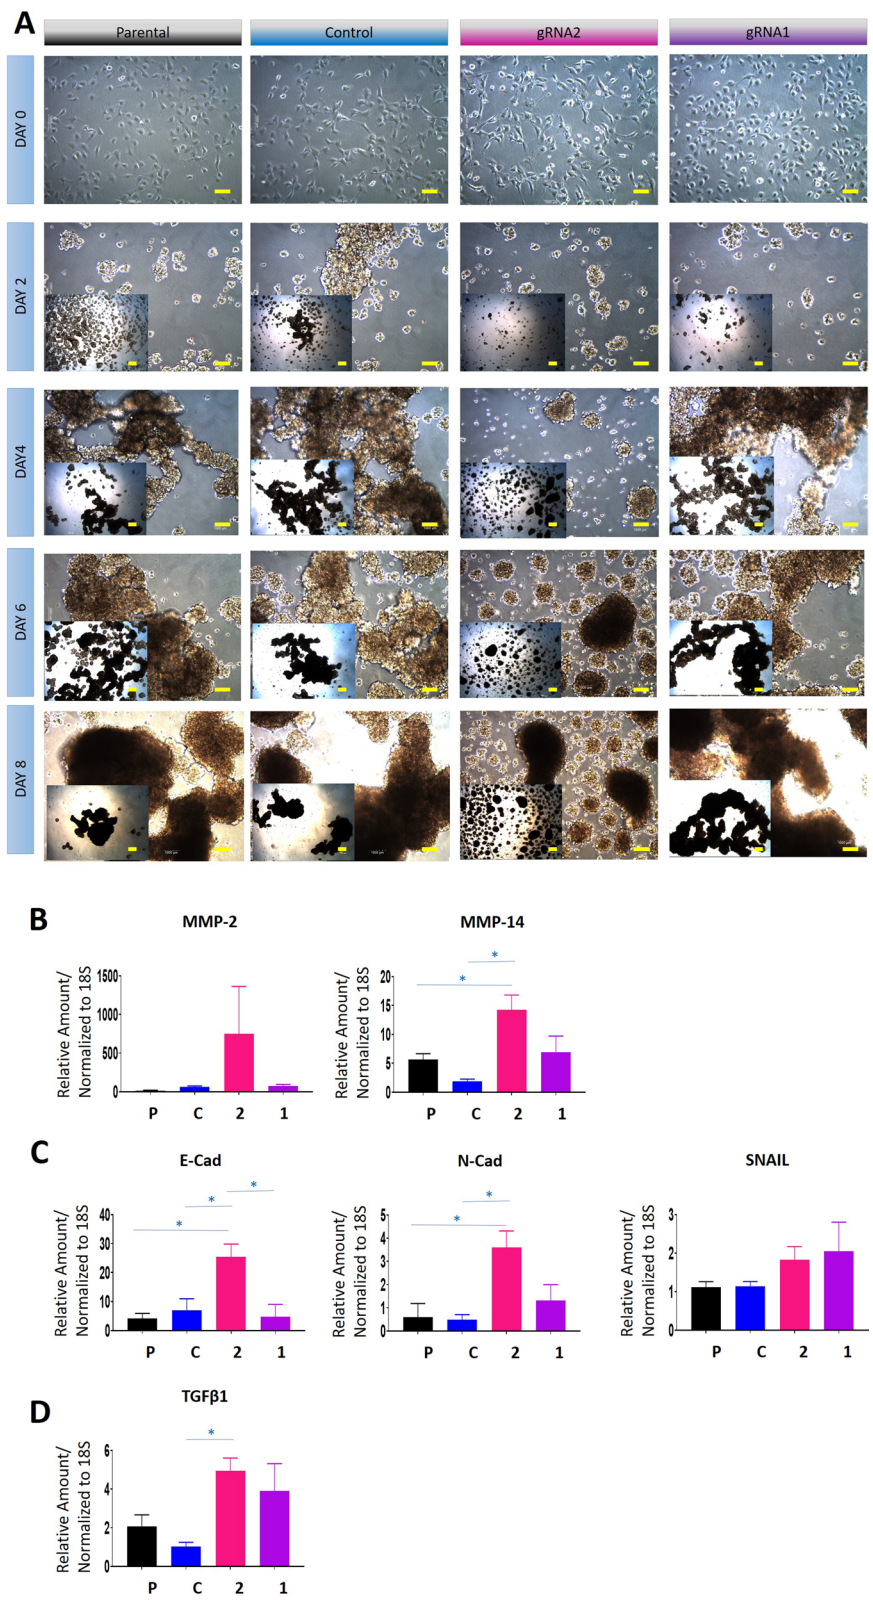 A
Parental Control gRNA2 gRNA1
DAY 0
DAY 2
DAY4
DAY 6
DAY 8
B
MMP-2
Relative Amount/
Normalized to 18S
1500
1000
500
0
P C 2 1
MMP-14
* *
Relative Amount/
Normalized to 18S
20
15
10
5
0
P C 2 1
C
E-Cad
* * *
Relative Amount/
Normalized to 18S
40
30
20
10
0
P C 2 1
N-Cad
* *
Relative Amount/
Normalized to 18S
5
4
3
2
1
0
P C 2 1
SNAIL
Relative Amount/
Normalized to 18S
3
2
1
0
P C 2 1
D
TGFβ1
*
Relative Amount/
Normalized to 18S
6
4
2
0
P C 2 1